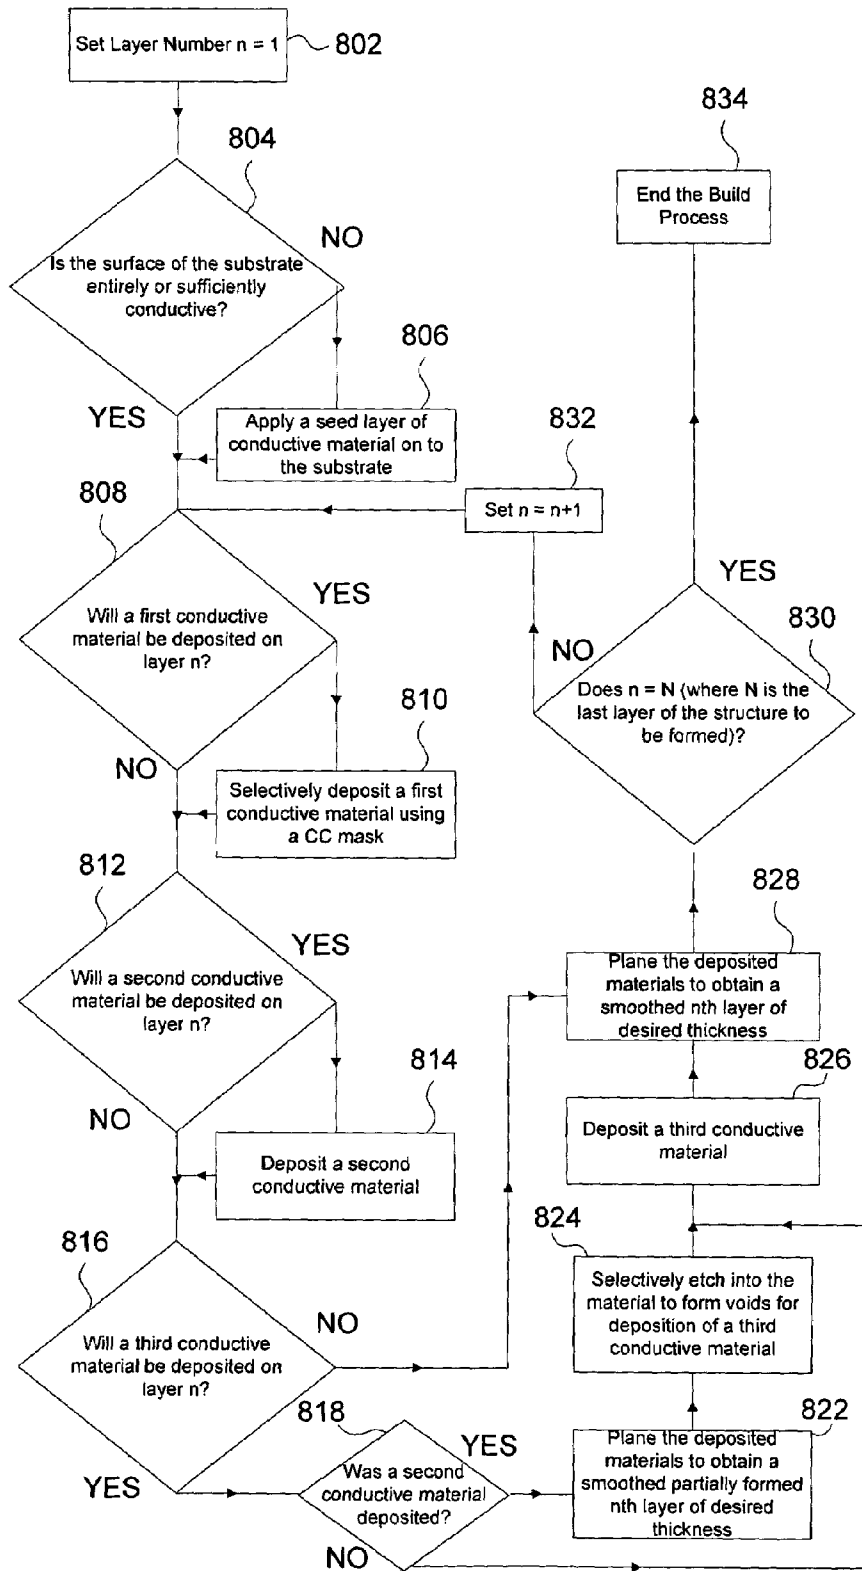 Set Layer Number n = 1
802
804
NO
Is the surface of the substrate
entirely or sufficiently
conductive?
YES
806
Apply a seed layer of
conductive material on to
the substrate
808
YES
Will a first conductive
material be deposited on
layer n?
NO
810
Selectively deposit a first
conductive material using
a CC mask
812
YES
Will a second conductive
material be deposited on
layer n?
NO
814
Deposit a second
conductive material
816
NO
Will a third conductive
material be deposited on
layer n?
YES
818
YES
Was a second
conductive material
deposited?
NO
822
Plane the deposited
materials to obtain a
smoothed partially formed
nth layer of desired
thickness
824
Selectively etch into the
material to form voids for
deposition of a third
conductive material
826
Deposit a third conductive
material
828
Plane the deposited
materials to obtain a
smoothed nth layer of
desired thickness
830
YES
NO
Does n = N (where N is the
last layer of the structure to
be formed)?
832
Set n = n+1
834
End the Build
Process